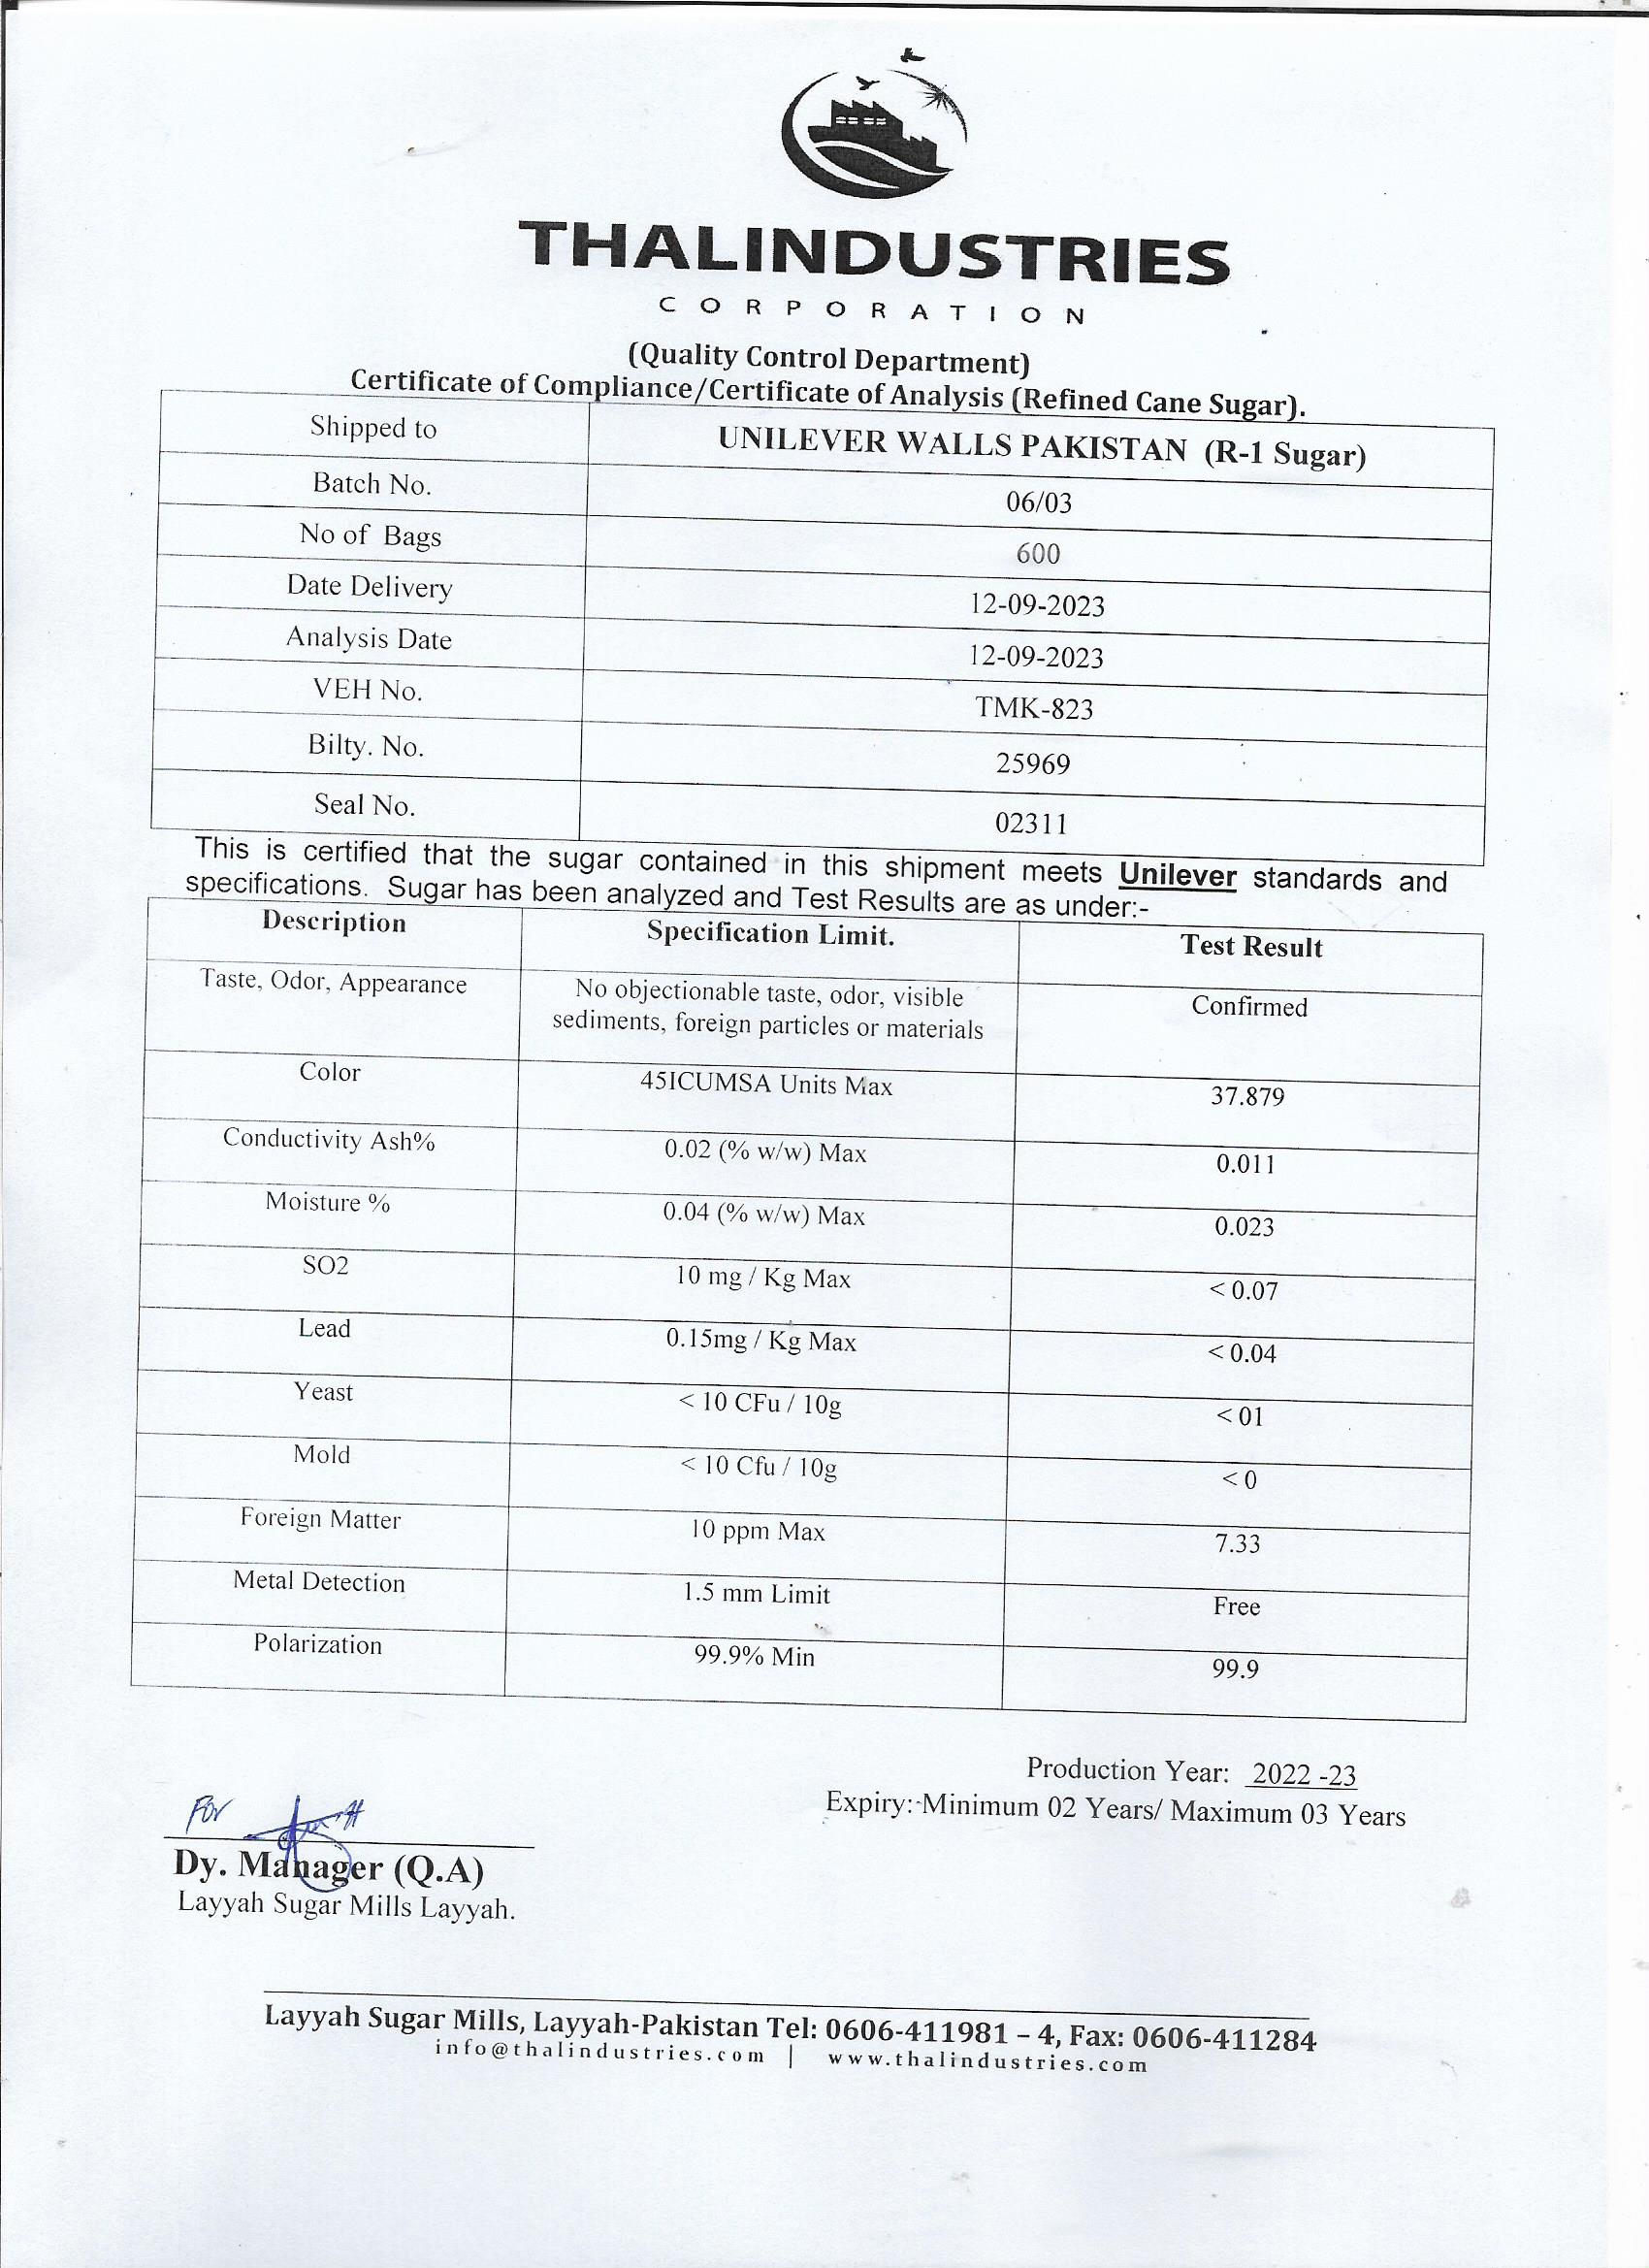 THALINDUSTRIES
CORPORATION
(Quality Control Department)
Certificate of Compliance/Certificate of Analysis (Refined Cane Sugar).
Shipped to UNILEVER WALLS PAKISTAN (R-1 Sugar)
Batch No. 06/03
No of Bags 600
Date Delivery 12-09-2023
Analysis Date 12-09-2023
VEH No. TMK-823
Bilty. No. 25969
Seal No. 02311
This is certified that the sugar contained in this shipment meets Unilever standards and
specifications. Sugar has been analyzed and Test Results are as under:-
Description Specification Limit. Test Result
Taste, Odor, Appearance No objectionable taste, odor, visible Confirmed
sediments, foreign particles or materials
Color 45ICUMSA Units Max 37.879
Conductivity Ash% 0.02 (% w/w) Max 0.011
Moisture % 0.04 (% w/w) Max 0.023
SO2 10 mg / Kg Max < 0.07
Lead 0.15mg / Kg Max < 0.04
Yeast < 10 CFu / 10g < 01
Mold < 10 Cfu / 10g < 0
Foreign Matter 10 ppm Max 7.33
Metal Detection 1.5 mm Limit Free
Polarization 99.9% Min 99.9
Production Year: 2022 -23
Expiry:-Minimum 02 Years/ Maximum 03 Years
For
Dy. Manager (Q.A)
Layyah Sugar Mills Layyah.
Layyah Sugar Mills, Layyah-Pakistan Tel: 0606-411981 – 4, Fax: 0606-411284
info@thalindustries.com | www.thalindustries.com